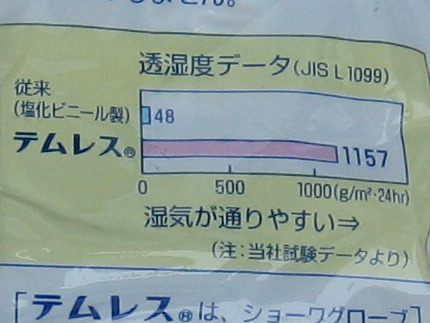 透湿度データ(JIS L 1099)
従来
(塩化ビニール製) 48
テムレス® 1157
0 500 1000(g/m²·24hr)
湿気が通りやすい⇒
(注:当社試験データより)
[テムレス®は、ショーワグローブ]